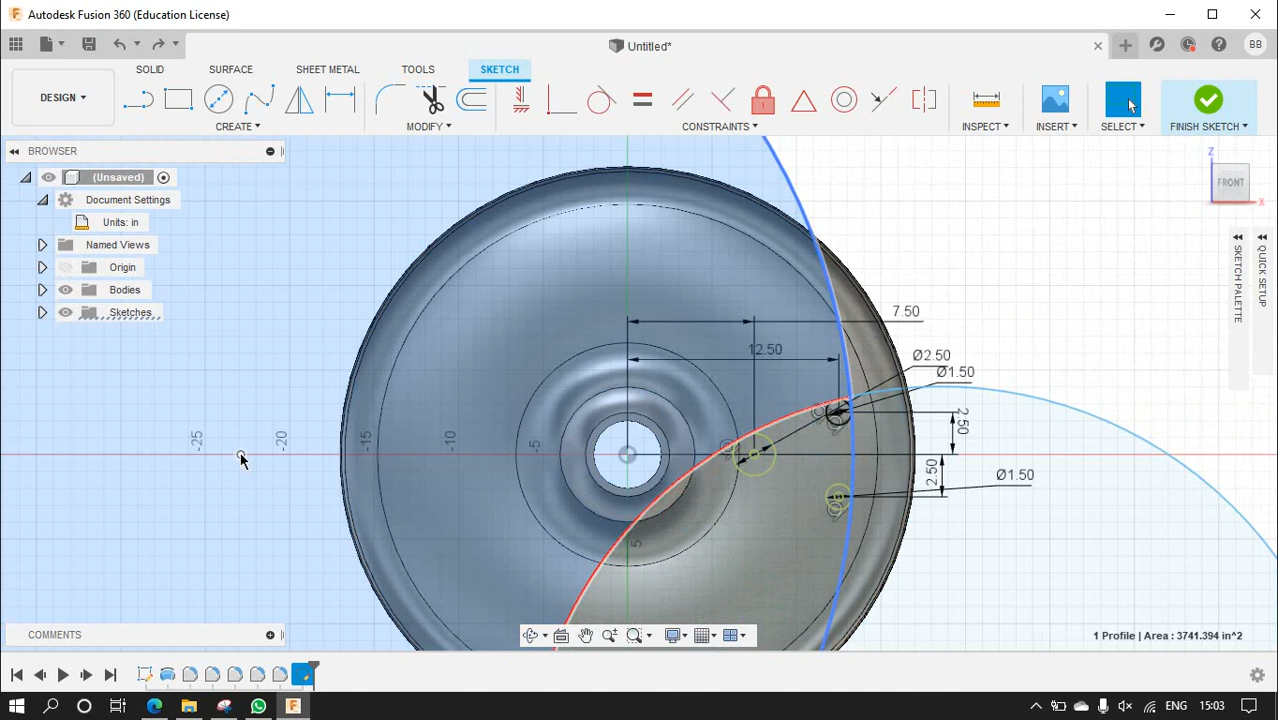 Autodesk Fusion 360 (Education License)
Untitled*
BB
SOLID
SURFACE
SHEET METAL
TOOLS
SKETCH
DESIGN
CREATE
MODIFY
CONSTRAINTS
INSPECT
INSERT
SELECT
FINISH SKETCH
BROWSER
(Unsaved)
Document Settings
Units: in
Named Views
Origin
Bodies
Sketches
Z
FRONT
X
SKETCH PALETTE
QUICK SETUP
7.50
12.50
Ø2.50
Ø1.50
2.50
2.50
Ø1.50
-25
-20
-15
-10
-5
5
COMMENTS
1 Profile | Area : 3741.394 in^2
ENG
15:03